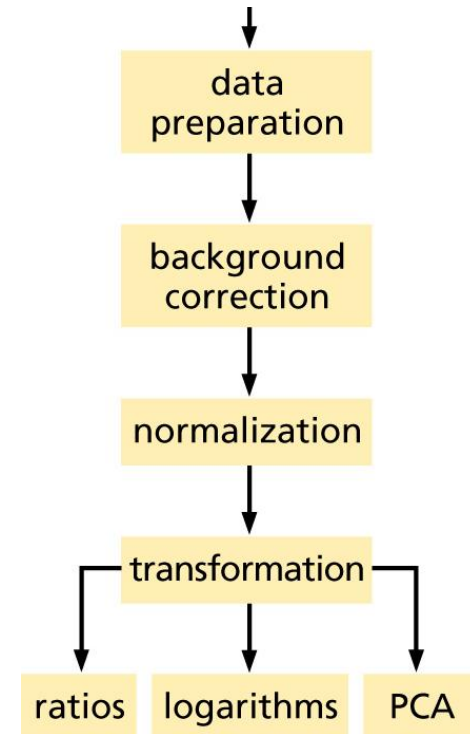 data
preparation
background
correction
normalization
transformation
ratios
logarithms
PCA